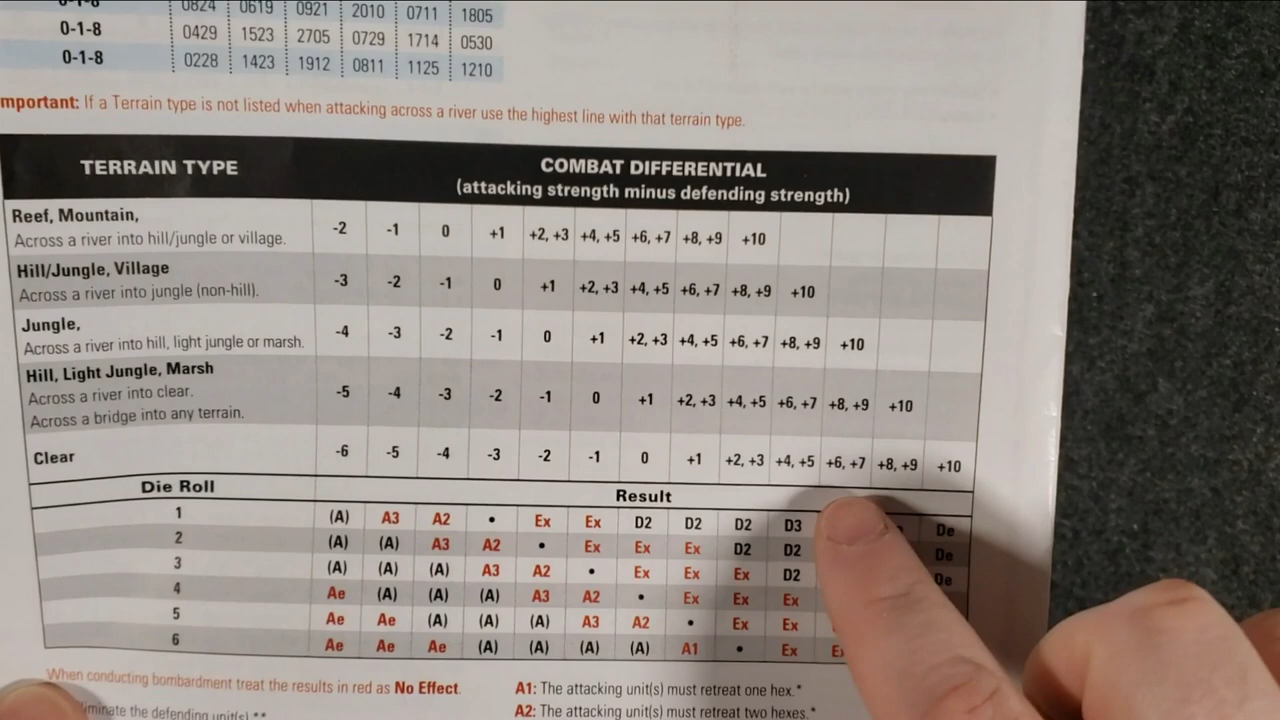 0-1-8 0824 0619 0921 2010 0711 1805
0-1-8 0429 1523 2705 0729 1714 0530
0-1-8 0228 1423 1912 0811 1125 1210
mportant: If a Terrain type is not listed when attacking across a river use the highest line with that terrain type.
TERRAIN TYPE COMBAT DIFFERENTIAL
(attacking strength minus defending strength)
Reef, Mountain,
Across a river into hill/jungle or village. -2 -1 0 +1 +2, +3 +4, +5 +6, +7 +8, +9 +10
Hill/Jungle, Village
Across a river into jungle (non-hill). -3 -2 -1 0 +1 +2, +3 +4, +5 +6, +7 +8, +9 +10
Jungle,
Across a river into hill, light jungle or marsh. -4 -3 -2 -1 0 +1 +2, +3 +4, +5 +6, +7 +8, +9 +10
Hill, Light Jungle, Marsh
Across a river into clear. -5 -4 -3 -2 -1 0 +1 +2, +3 +4, +5 +6, +7 +8, +9 +10
Across a bridge into any terrain.
Clear -6 -5 -4 -3 -2 -1 0 +1 +2, +3 +4, +5 +6, +7 +8, +9 +10
Die Roll Result
1 (A) A3 A2 • Ex Ex D2 D2 D2 D3 De
2 (A) (A) A3 A2 • Ex Ex Ex D2 D2 De
3 (A) (A) (A) A3 A2 • Ex Ex Ex D2 De
4 Ae (A) (A) (A) A3 A2 • Ex Ex Ex
5 Ae Ae (A) (A) (A) A3 A2 • Ex Ex
6 Ae Ae Ae (A) (A) (A) (A) A1 • Ex
When conducting bombardment treat the results in red as No Effect.
A1: The attacking unit(s) must retreat one hex.*
iminate the defending unit(s) **
A2: The attacking unit(s) must retreat two hexes.*